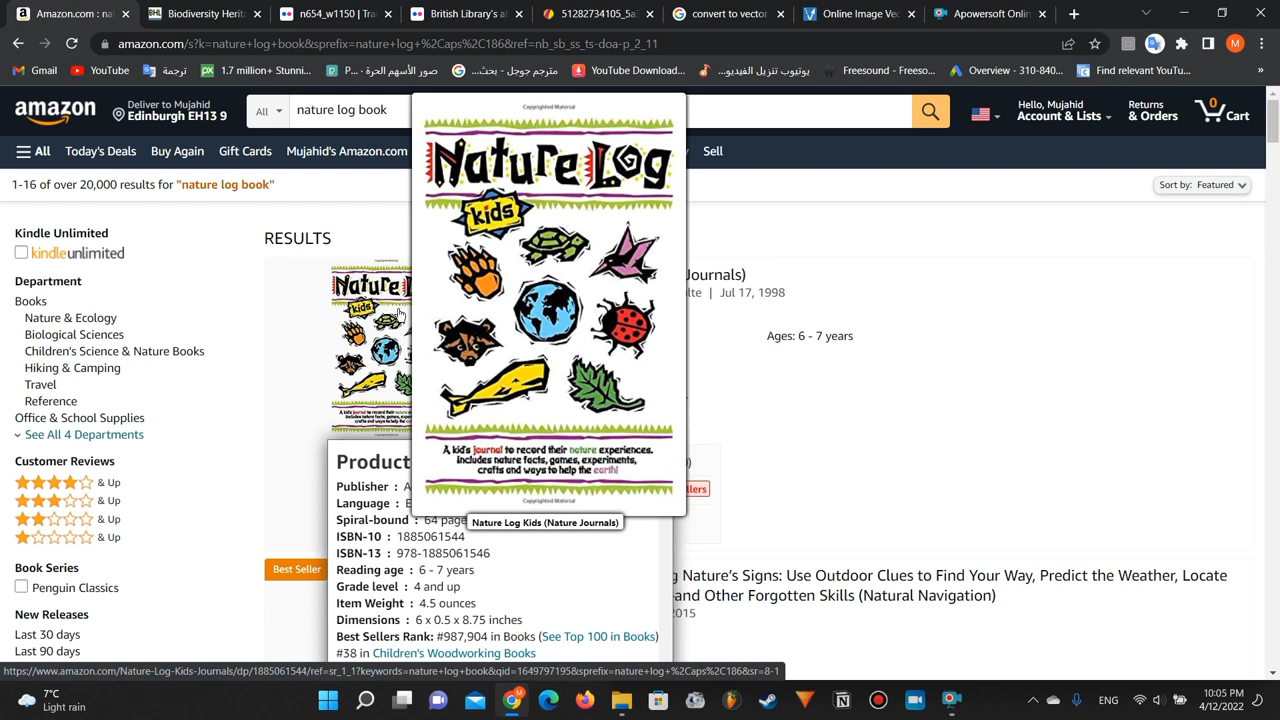 Amazon.com : nat
Biodiversity Herita
n654_w1150 | Tran
British Library's al
51282734105_5a2
convert to vector -
Online Image Vec
Apowersoft Onlin
amazon.com/s?k=nature+log+book&sprefix=nature+log+%2Caps%2C186&ref=nb_sb_ss_ts-doa-p_2_11
Gmail
YouTube
ترجمة
1.7 million+ Stunni...
صور الأسهم الحرة - P...
مترجم جوجل - بحث...
YouTube Download...
يوتيوب تنزيل الفيديو...
Freesound - Freeso...
Overview - 310-840...
Find relevant YouT...
amazon
Deliver to Mujahid
Penilburgh EH13 9
All
nature log book
Hello, Mujahid
Account & Lists
Returns
& Orders
0
Cart
All
Today's Deals
Buy Again
Gift Cards
Mujahid's Amazon.com
Sell
1-16 of over 20,000 results for "nature log book"
Sort by: Featured
Kindle Unlimited
kindleunlimited
Department
Books
Nature & Ecology
Biological Sciences
Children's Science & Nature Books
Hiking & Camping
Travel
Reference
Office & School Supplies
See All 4 Departments
Customer Reviews
& Up
& Up
& Up
& Up
Book Series
Penguin Classics
New Releases
Last 30 days
Last 90 days
RESULTS
Copyrighted Material
Nature Log
kids
A kid's journal to record their nature experiences.
Includes nature facts, games, experiments,
crafts and ways to help the earth!
Copyrighted Material
Nature Log Kids (Nature Journals)
Journals)
olte | Jul 17, 1998
Ages: 6 - 7 years
llers
Best Seller
Product
Publisher : A
Language : E
Spiral-bound : 64 page
ISBN-10 : 1885061544
ISBN-13 : 978-1885061546
Reading age : 6 - 7 years
Grade level : 4 and up
Item Weight : 4.5 ounces
Dimensions : 6 x 0.5 x 8.75 inches
Best Sellers Rank: #987,904 in Books (See Top 100 in Books)
#38 in Children's Woodworking Books
g Nature's Signs: Use Outdoor Clues to Find Your Way, Predict the Weather, Locate
and Other Forgotten Skills (Natural Navigation)
2015
https://www.amazon.com/Nature-Log-Kids-Journals/dp/1885061544/ref=sr_1_1?keywords=nature+log+book&qid=1649797195&sprefix=nature+log+%2Caps%2C186&sr=8-1
7°C
Light rain
ENG
10:05 PM
4/12/2022